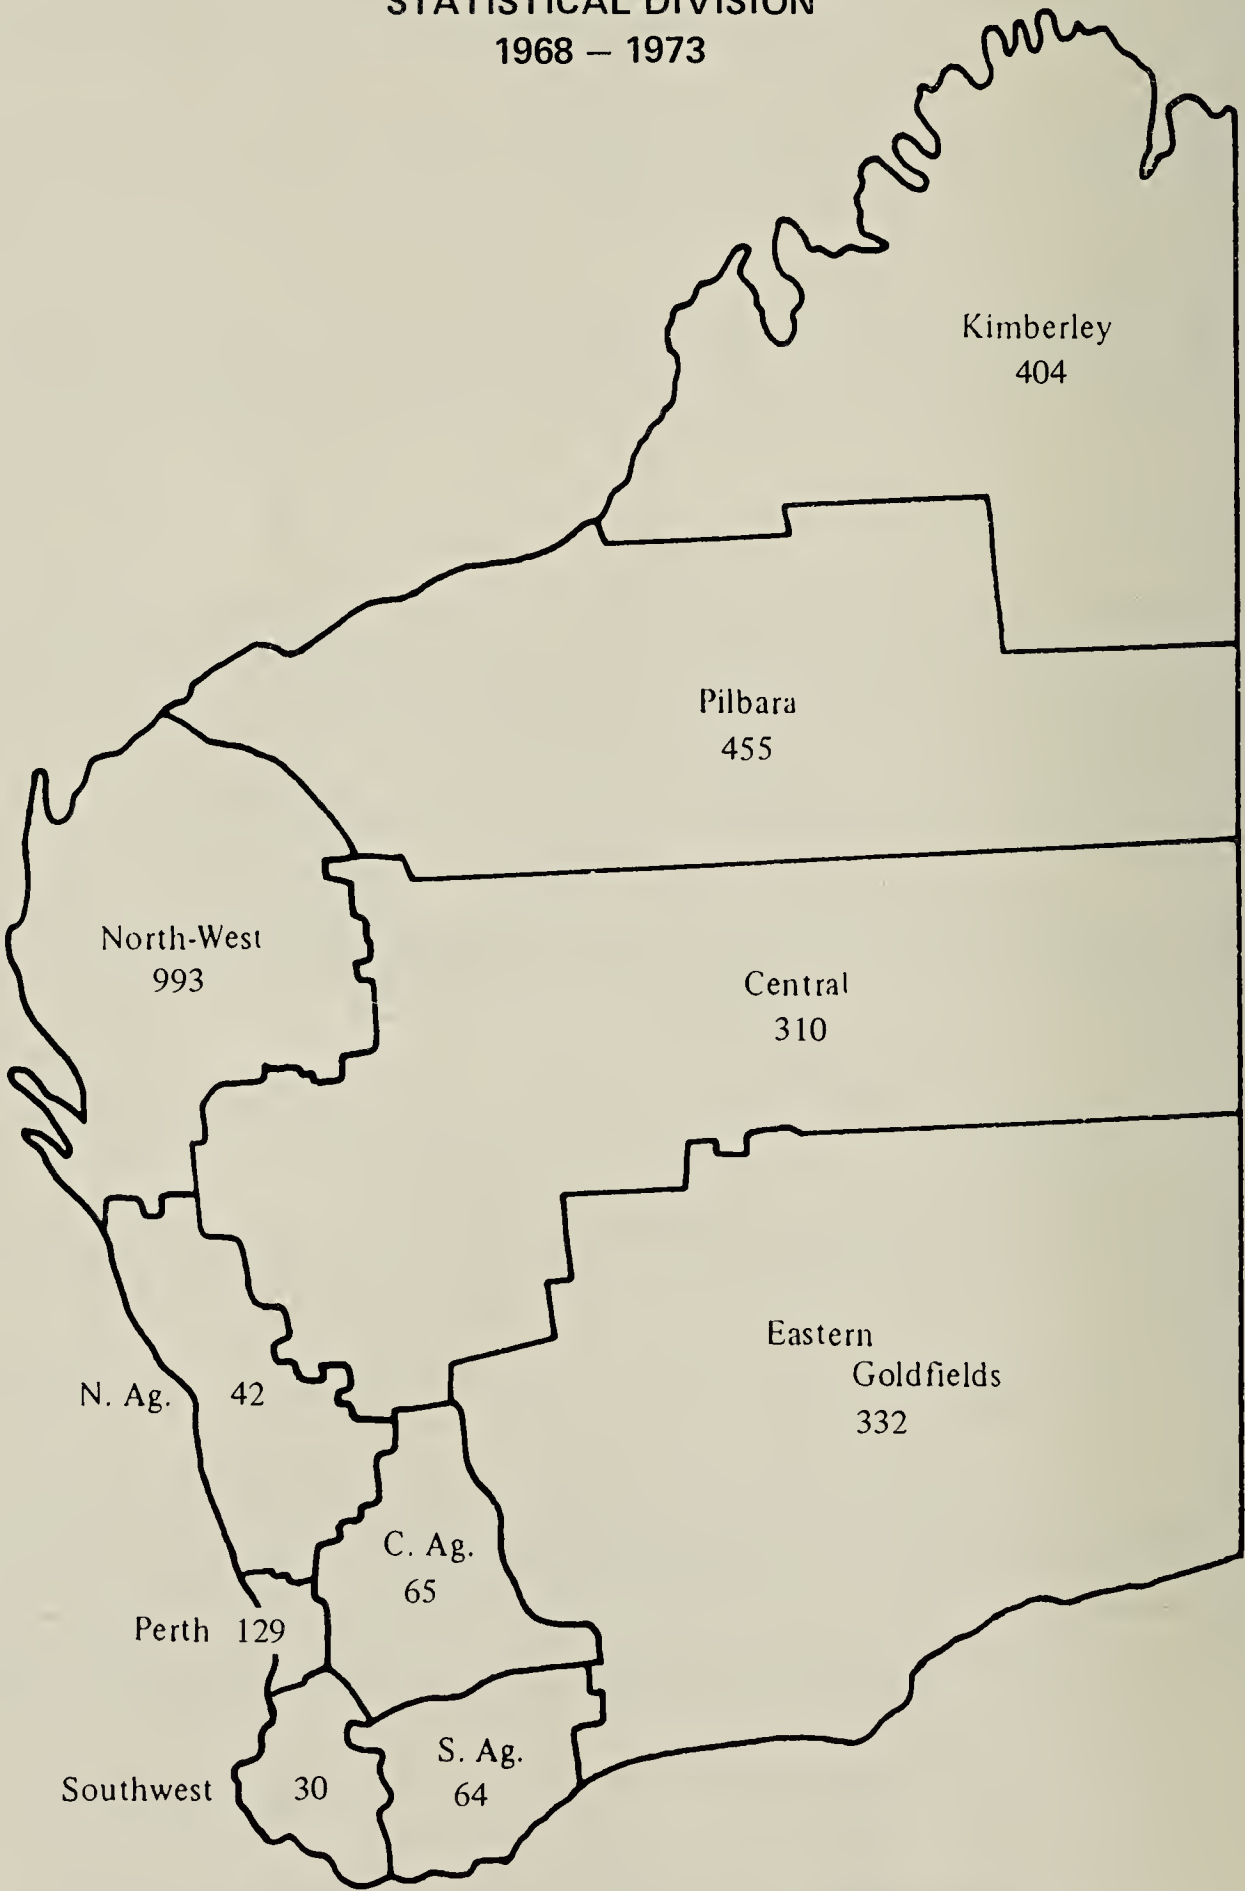 STATISTICAL DIVISION
1968 – 1973
Kimberley
404
Pilbara
455
North-West
993
Central
310
Eastern
Goldfields
332
N. Ag. 42
C. Ag.
65
Perth 129
S. Ag.
64
Southwest 30